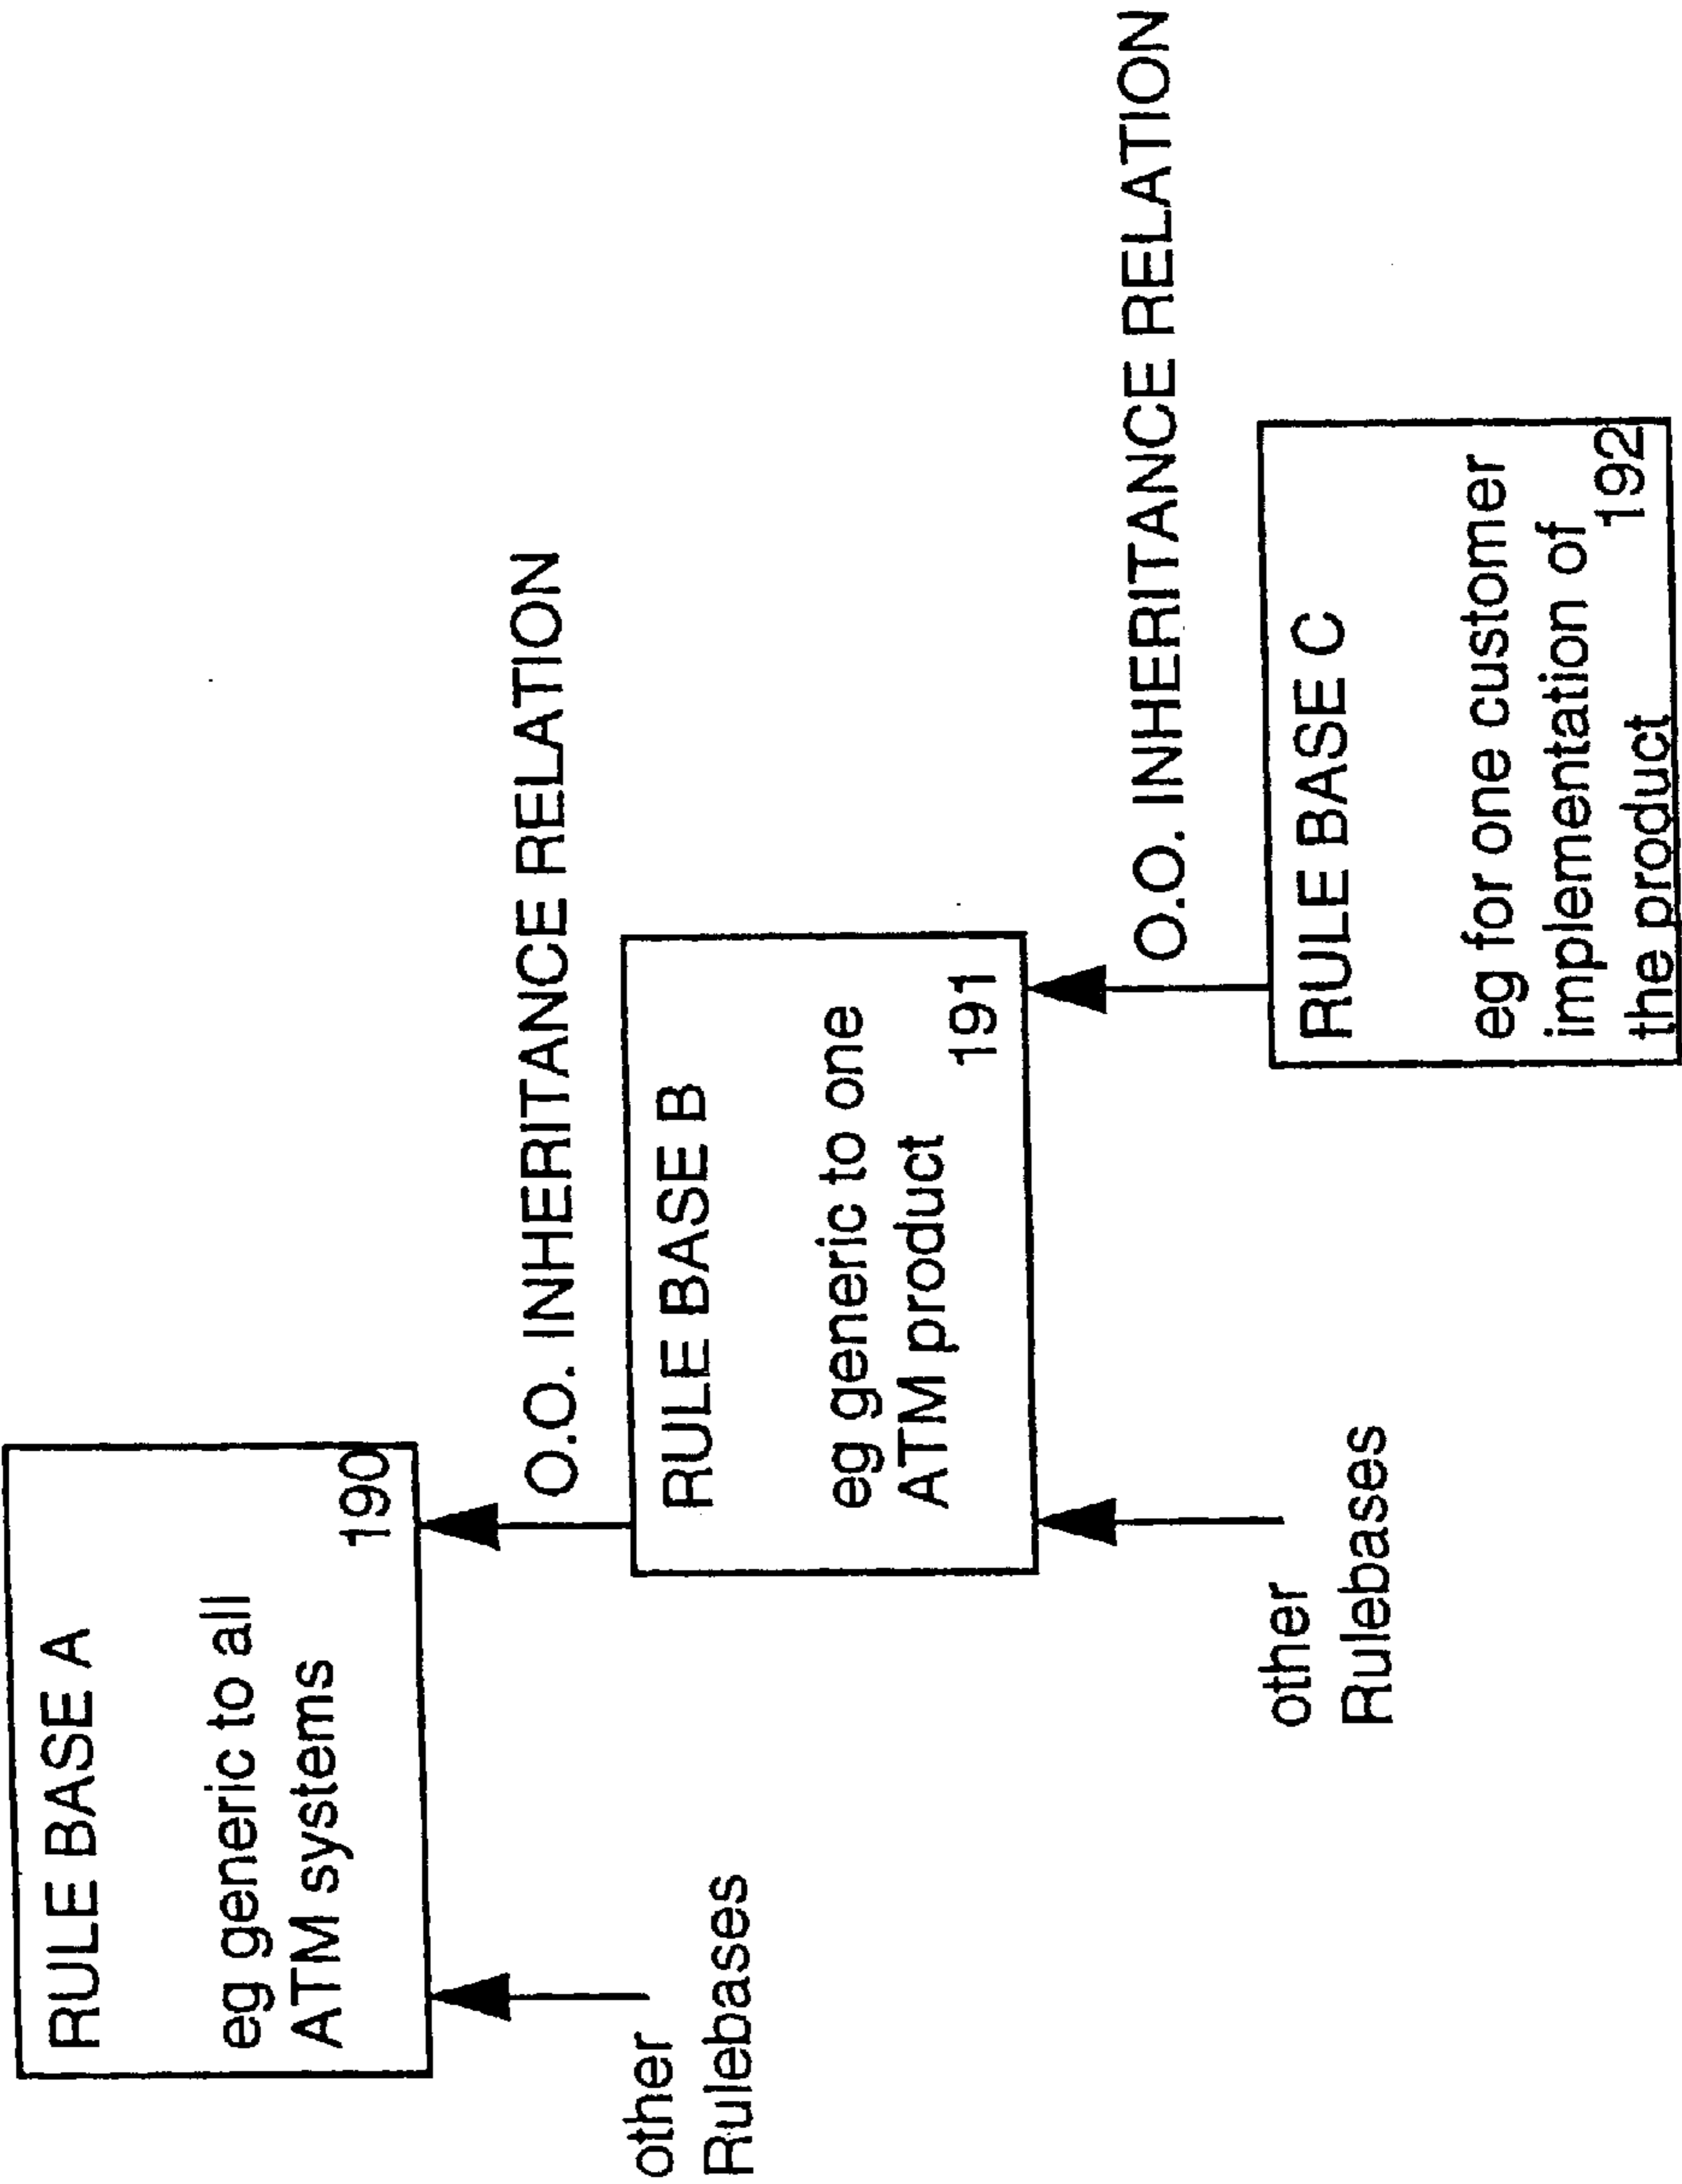 RULE BASE A
eg generic to all
ATM systems
190
other
Rulebases
O.O. INHERITANCE RELATION
RULE BASE B
eg generic to one
ATM product
191
other
Rulebases
O.O. INHERITANCE RELATION
RULE BASE C
eg for one customer
implementation of
192
the product